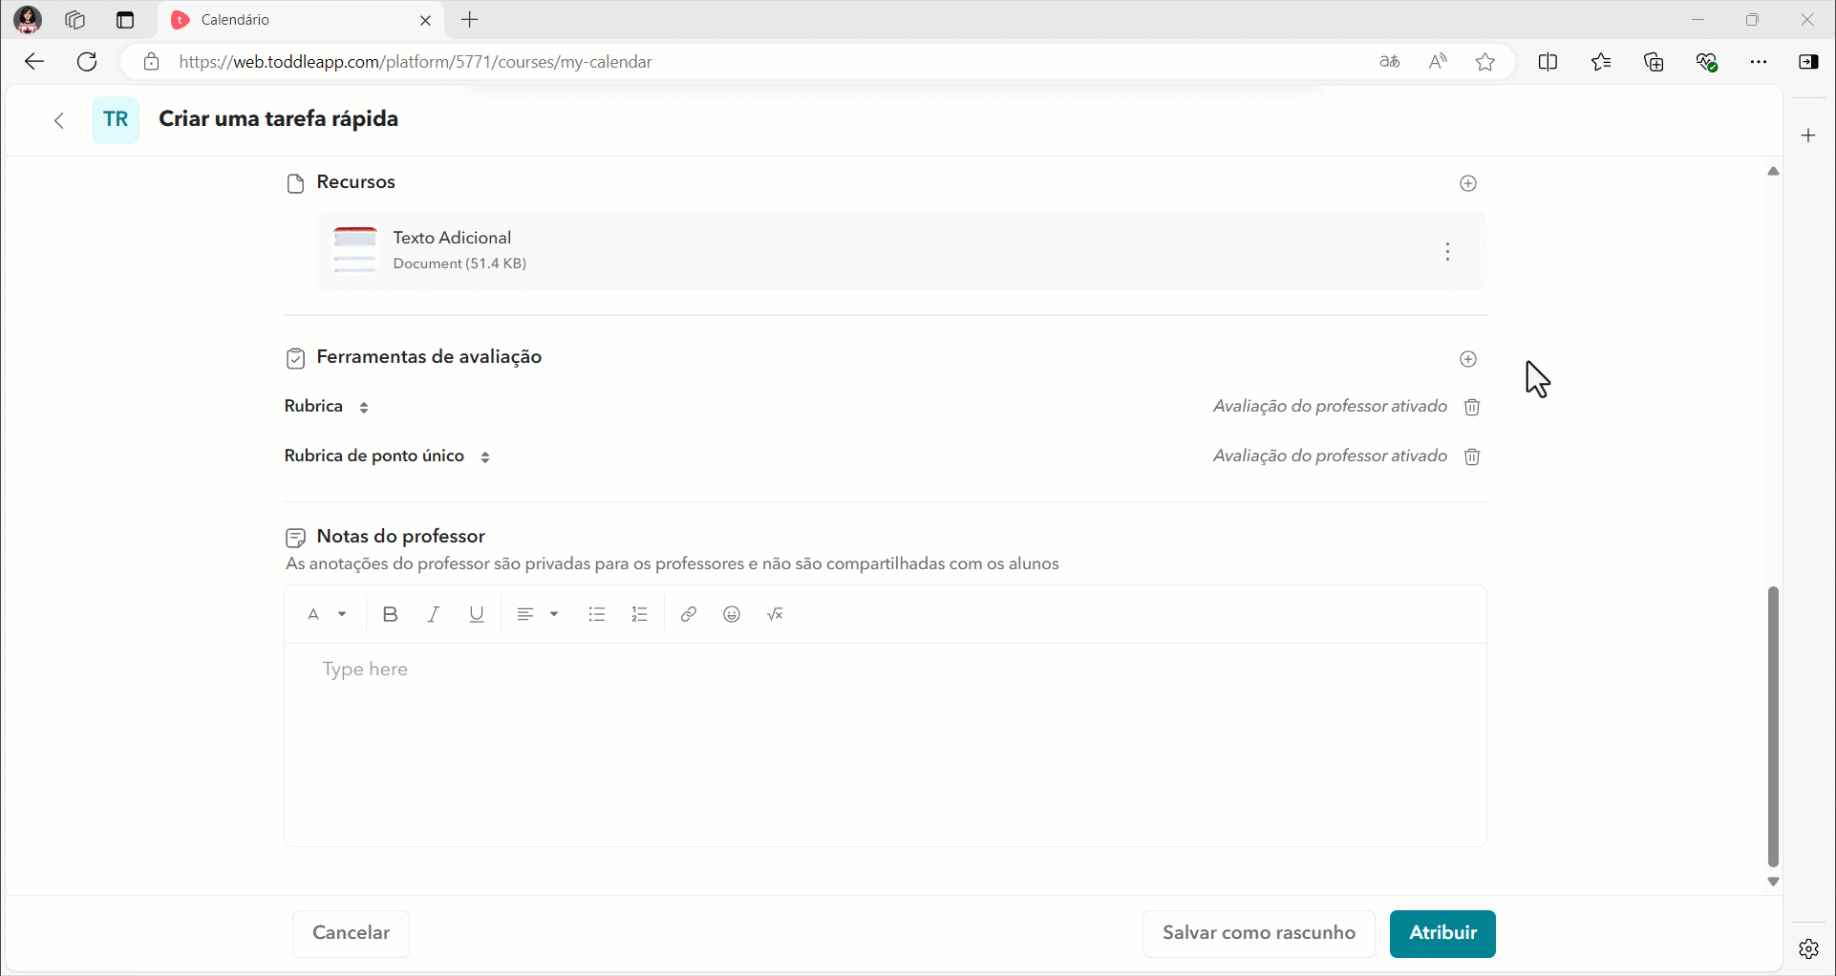 Calendário
https://web.toddleapp.com/platform/5771/courses/my-calendar
TR
Criar uma tarefa rápida
Recursos
Texto Adicional
Document (51.4 KB)
Ferramentas de avaliação
Rubrica
Avaliação do professor ativado
Rubrica de ponto único
Avaliação do professor ativado
Notas do professor
As anotações do professor são privadas para os professores e não são compartilhadas com os alunos
Type here
Cancelar
Salvar como rascunho
Atribuir